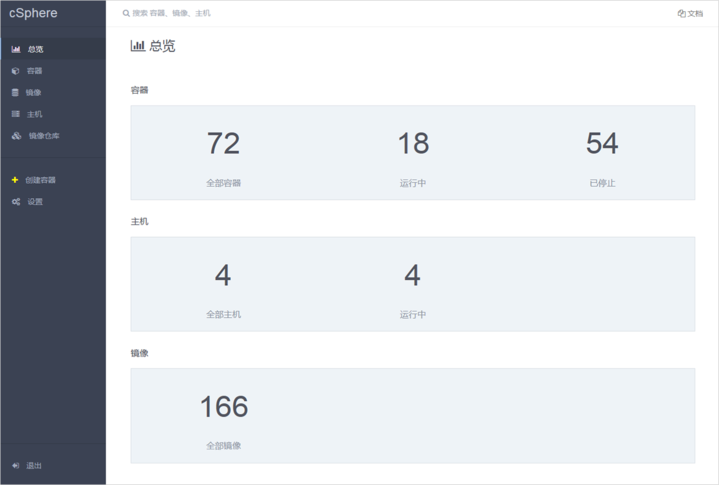 cSphere
搜索 容器、镜像、主机
文档
总览
容器
镜像
主机
镜像仓库
创建容器
设置
退出
总览
容器
72
18
54
全部容器
运行中
已停止
主机
4
4
全部主机
运行中
镜像
166
全部镜像